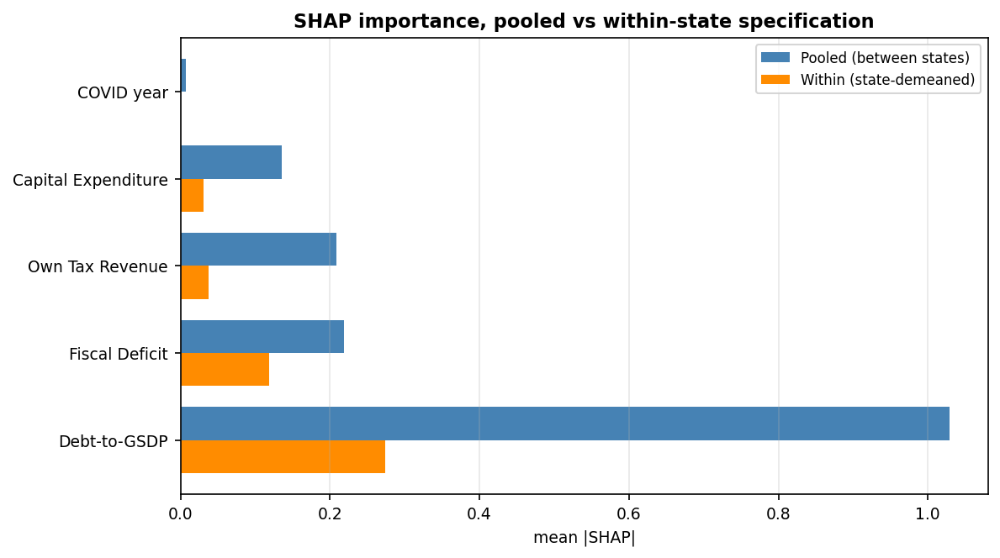 SHAP importance, pooled vs within-state specification
Pooled (between states)
Within (state-demeaned)
COVID year
Capital Expenditure
Own Tax Revenue
Fiscal Deficit
Debt-to-GSDP
0.0 0.2 0.4 0.6 0.8 1.0
mean |SHAP|